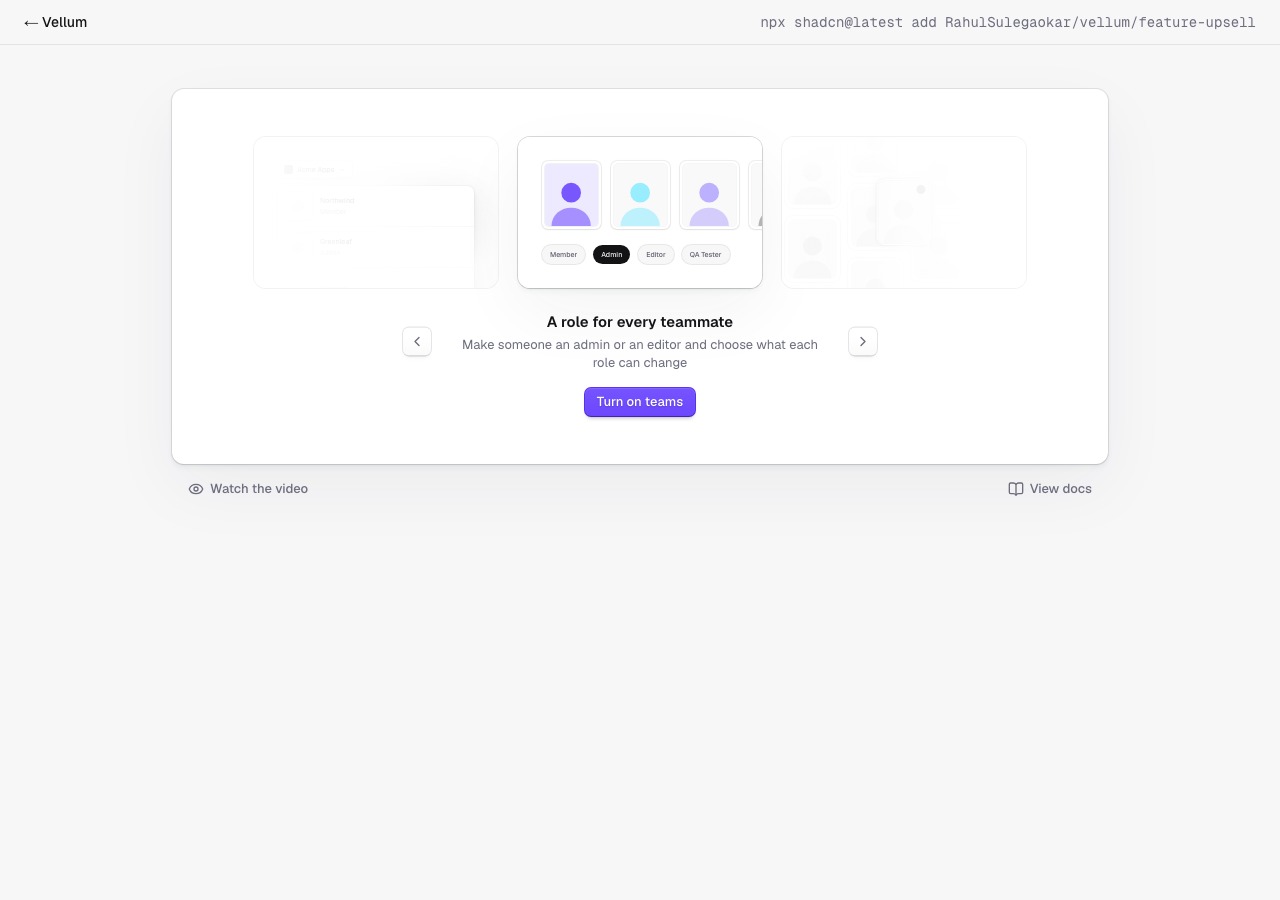 ← Vellum
npx shadcn@latest add RahulSulegaokar/vellum/feature-upsell
Member
Admin
Editor
QA Tester
A role for every teammate
Make someone an admin or an editor and choose what each
role can change
Turn on teams
Watch the video
View docs